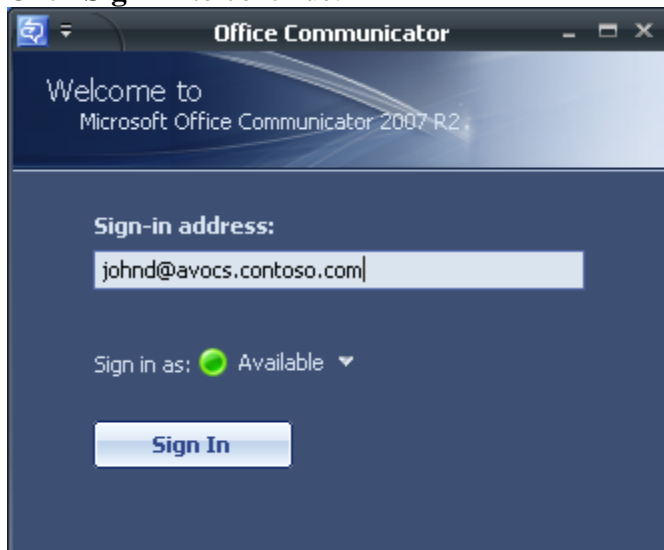 Office Communicator
Welcome to
Microsoft Office Communicator 2007 R2.
Sign-in address:
johnd@avocs.contoso.com
Sign in as: Available
Sign In